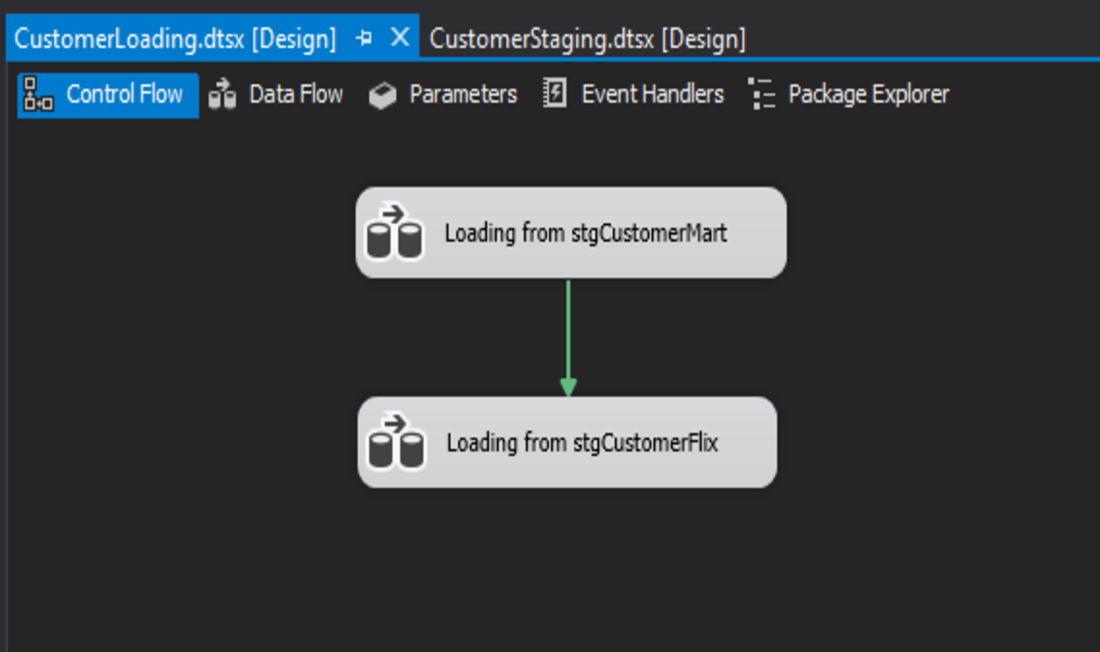 CustomerLoading.dtsx [Design] CustomerStaging.dtsx [Design]
Control Flow Data Flow Parameters Event Handlers Package Explorer
Loading from stgCustomerMart
Loading from stgCustomerFlix